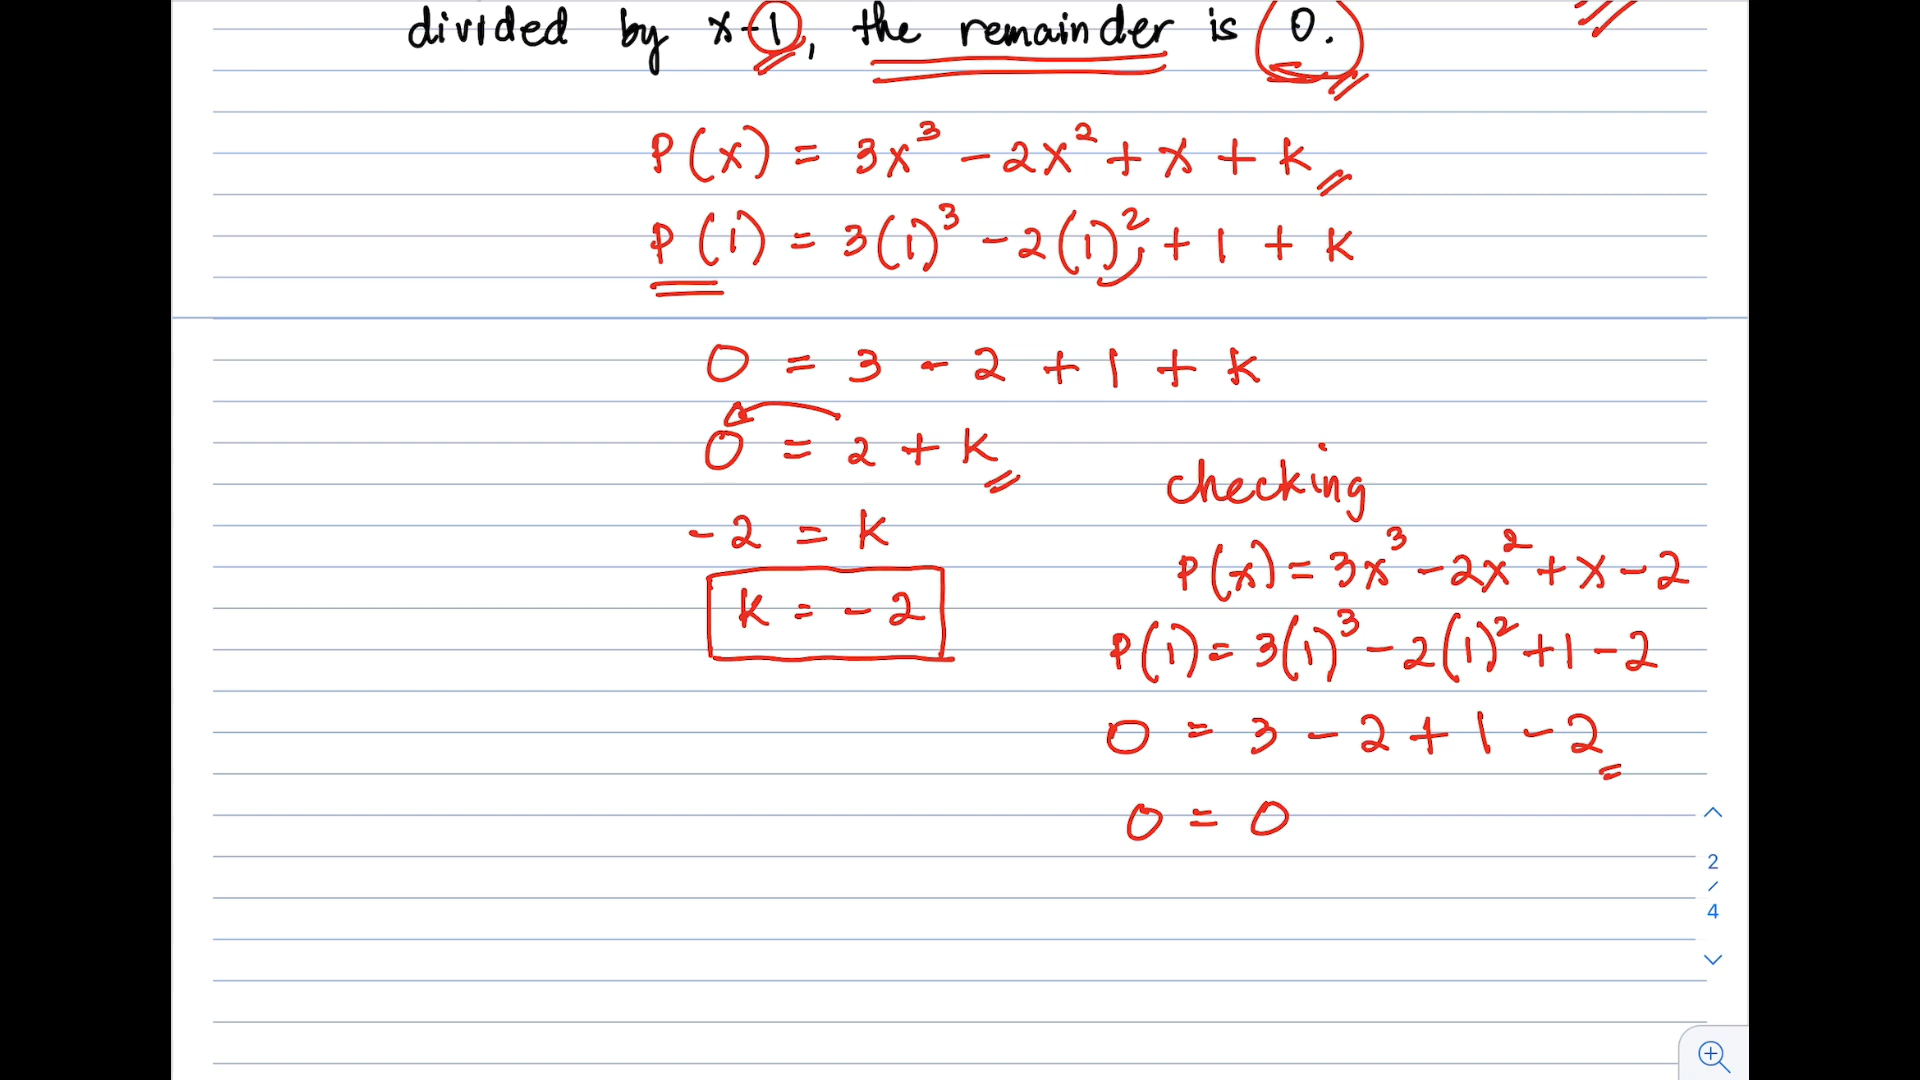 divided by x-1, the remainder is 0.
P(x) = 3x³ - 2x² + x + k
P(1) = 3(1)³ - 2(1)² + 1 + k
0 = 3 - 2 + 1 + k
0 = 2 + k
-2 = k
k = -2
checking
P(x) = 3x³ - 2x² + x - 2
P(1) = 3(1)³ - 2(1)² + 1 - 2
0 = 3 - 2 + 1 - 2
0 = 0
2
/
4